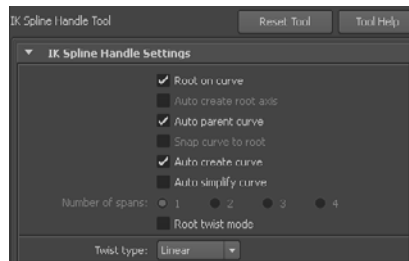 IK Spline Handle Tool Reset Tool Tool Help
IK Spline Handle Settings
Root on curve
Auto create root axis
Auto parent curve
Snap curve to root
Auto create curve
Auto simplify curve
Number of spans: 1 2 3 4
Root twist mode
Twist type: Linear